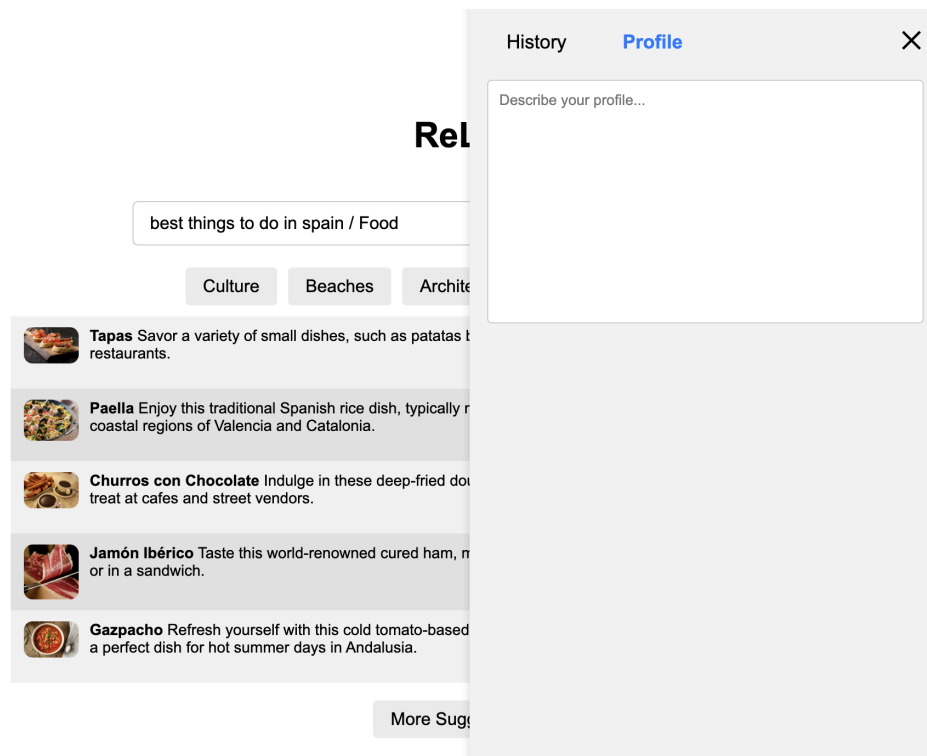 History Profile
Describe your profile...
best things to do in spain / Food
Culture Beaches
Tapas Savor a variety of small dishes, such as patatas
restaurants.
Paella Enjoy this traditional Spanish rice dish, typically
coastal regions of Valencia and Catalonia.
Churros con Chocolate Indulge in these deep-fried
treat at cafes and street vendors.
Jamón Ibérico Taste this world-renowned cured ham,
or in a sandwich.
Gazpacho Refresh yourself with this cold tomato-based
a perfect dish for hot summer days in Andalusia.
More